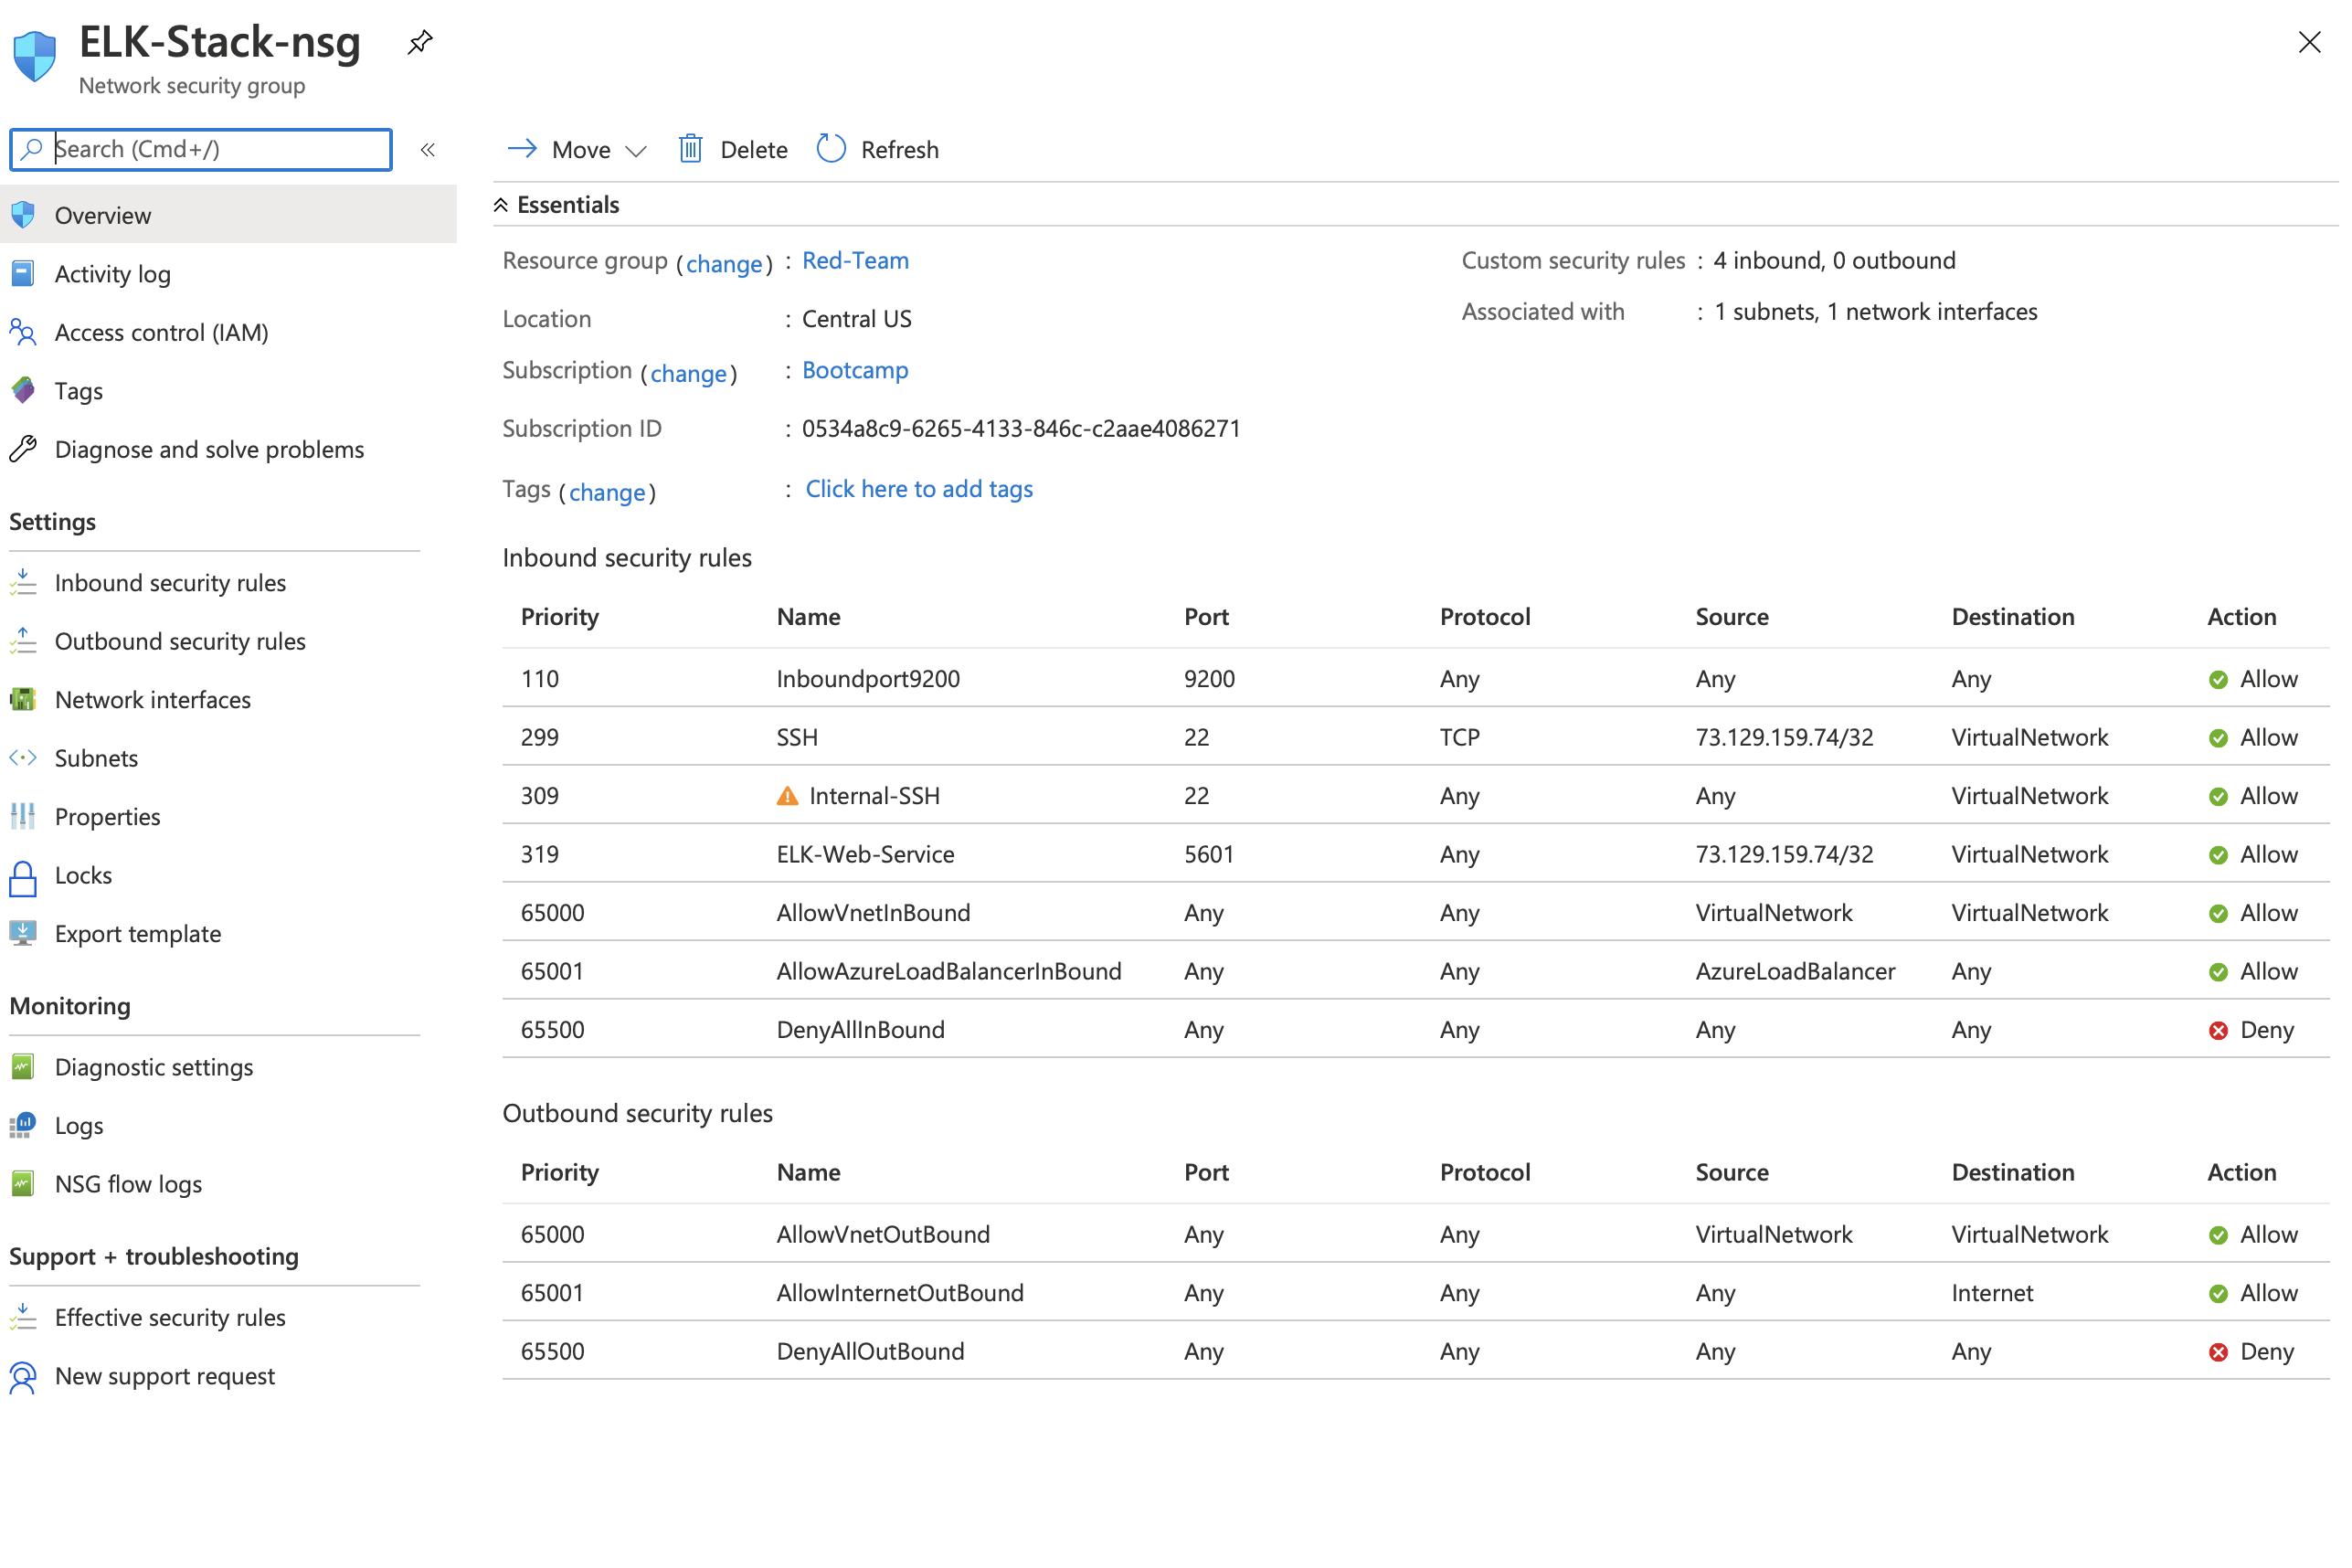 ELK-Stack-nsg
Network security group
Search (Cmd+/)
«
Move
Delete
Refresh
Overview
Activity log
Access control (IAM)
Tags
Diagnose and solve problems
Settings
Inbound security rules
Outbound security rules
Network interfaces
Subnets
Properties
Locks
Export template
Monitoring
Diagnostic settings
Logs
NSG flow logs
Support + troubleshooting
Effective security rules
New support request
Essentials
Resource group (change) : Red-Team
Location : Central US
Subscription (change) : Bootcamp
Subscription ID : 0534a8c9-6265-4133-846c-c2aae4086271
Tags (change) : Click here to add tags
Custom security rules : 4 inbound, 0 outbound
Associated with : 1 subnets, 1 network interfaces
Inbound security rules
Priority Name Port Protocol Source Destination Action
110 Inboundport9200 9200 Any Any Any Allow
299 SSH 22 TCP 73.129.159.74/32 VirtualNetwork Allow
309 Internal-SSH 22 Any Any VirtualNetwork Allow
319 ELK-Web-Service 5601 Any 73.129.159.74/32 VirtualNetwork Allow
65000 AllowVnetInBound Any Any VirtualNetwork VirtualNetwork Allow
65001 AllowAzureLoadBalancerInBound Any Any AzureLoadBalancer Any Allow
65500 DenyAllInBound Any Any Any Any Deny
Outbound security rules
Priority Name Port Protocol Source Destination Action
65000 AllowVnetOutBound Any Any VirtualNetwork VirtualNetwork Allow
65001 AllowInternetOutBound Any Any Any Internet Allow
65500 DenyAllOutBound Any Any Any Any Deny